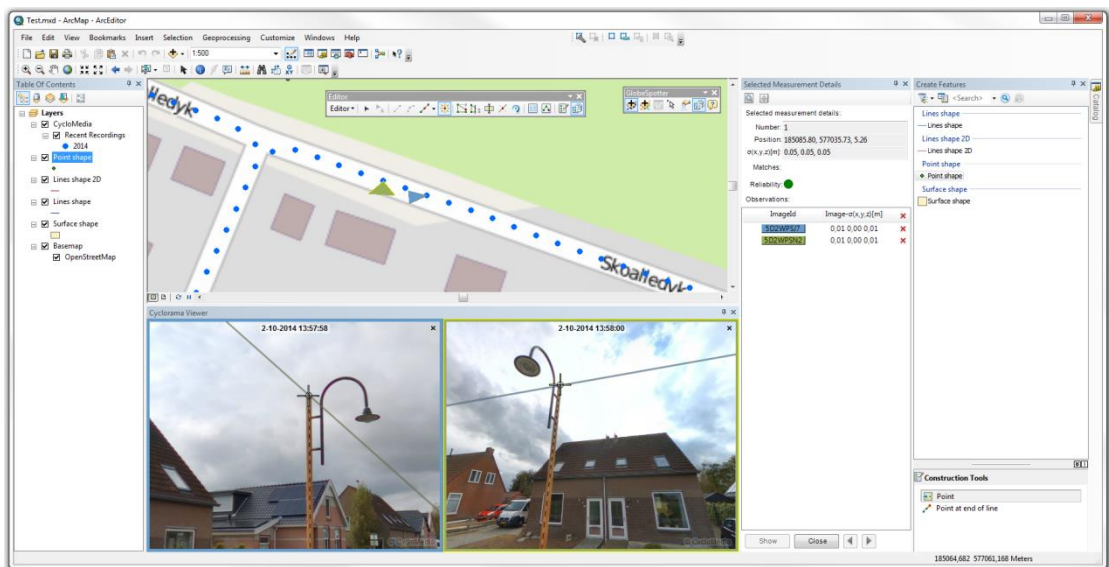 Test.mxd - ArcMap - ArcEditor
File Edit View Bookmarks Insert Selection Geoprocessing Customize Windows Help
1:500
Table Of Contents
Layers
CycloMedia
Recent Recordings
2014
Point shape
Lines shape 2D
Lines shape
Surface shape
Basemap
OpenStreetMap
Editor
Editor
GlobeSpotter
Skoalledyk
Cyclorama Viewer
2-10-2014 13:57:58
2-10-2014 13:58:00
Selected Measurement Details
Selected measurement details:
Number: 1
Position: 185085.80, 577035.73, 5.26
σ(x,y,z)[m]: 0.05, 0.05, 0.05
Matches:
Reliability:
Observations:
ImageId Image-σ(x,y,z)[m]
5D2WPSJ7 0,01 0,00 0,01
5D2WPSN2 0,01 0,00 0,01
Show Close
Create Features
<Search>
Lines shape
Lines shape
Lines shape 2D
Lines shape 2D
Point shape
Point shape
Surface shape
Surface shape
Catalog
Construction Tools
Point
Point at end of line
185064,682 577061,168 Meters